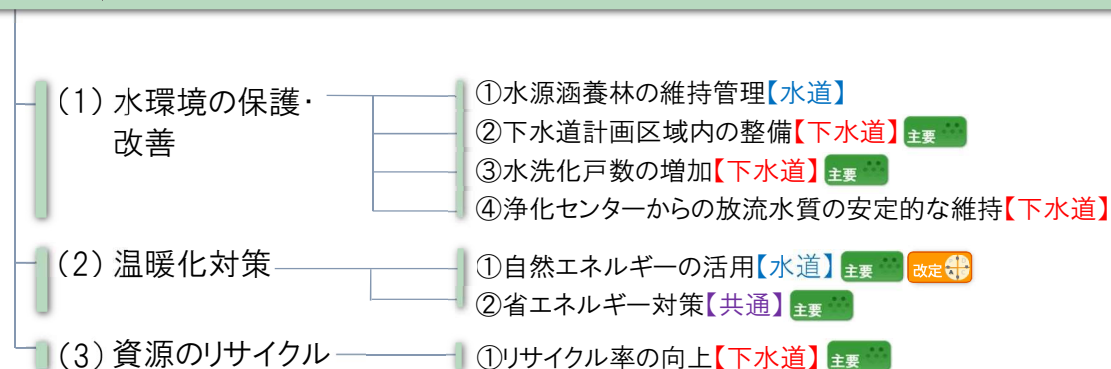 (1) 水環境の保護・
改善
①水源涵養林の維持管理【水道】
②下水道計画区域内の整備【下水道】 主要
③水洗化戸数の増加【下水道】 主要
④浄化センターからの放流水質の安定的な維持【下水道】
(2) 温暖化対策
①自然エネルギーの活用【水道】 主要 改定
②省エネルギー対策【共通】 主要
(3) 資源のリサイクル
①リサイクル率の向上【下水道】 主要